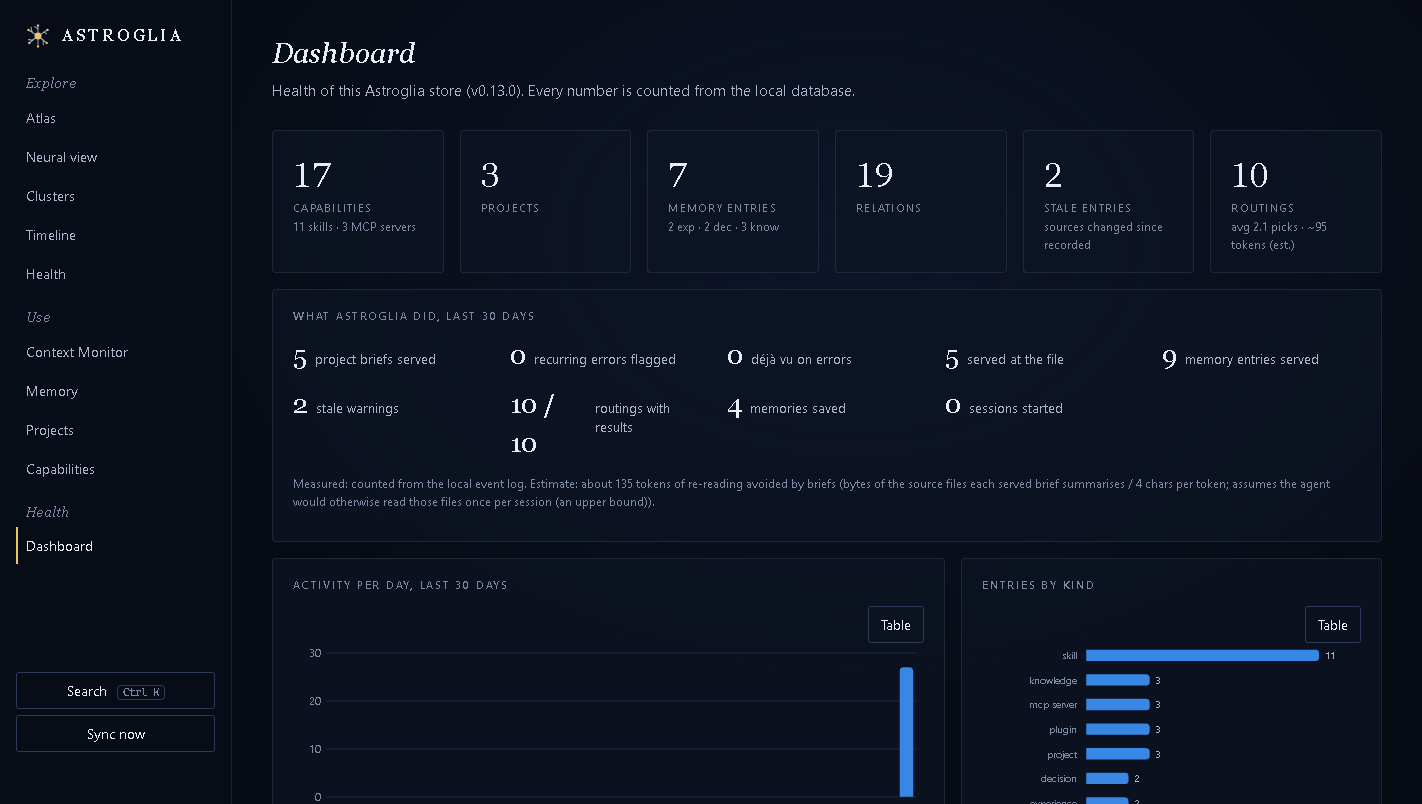 ASTROGLIA
Explore
Atlas
Neural view
Clusters
Timeline
Health
Use
Context Monitor
Memory
Projects
Capabilities
Health
Dashboard
Search Ctrl K
Sync now
Dashboard
Health of this Astroglia store (v0.13.0). Every number is counted from the local database.
17
CAPABILITIES
11 skills · 3 MCP servers
3
PROJECTS
7
MEMORY ENTRIES
2 exp · 2 dec · 3 know
19
RELATIONS
2
STALE ENTRIES
sources changed since
recorded
10
ROUTINGS
avg 2.1 picks · ~95
tokens (est.)
WHAT ASTROGLIA DID, LAST 30 DAYS
5 project briefs served
0 recurring errors flagged
0 déjà vu on errors
5 served at the file
9 memory entries served
2 stale warnings
10 / 10 routings with
results
4 memories saved
0 sessions started
Measured: counted from the local event log. Estimate: about 135 tokens of re-reading avoided by briefs (bytes of the source files each served brief summarises / 4 chars per token; assumes the agent
would otherwise read those files once per session (an upper bound)).
ACTIVITY PER DAY, LAST 30 DAYS
Table
30
20
10
0
ENTRIES BY KIND
Table
skill 11
knowledge 3
mcp server 3
plugin 3
project 3
decision 2
experience 2